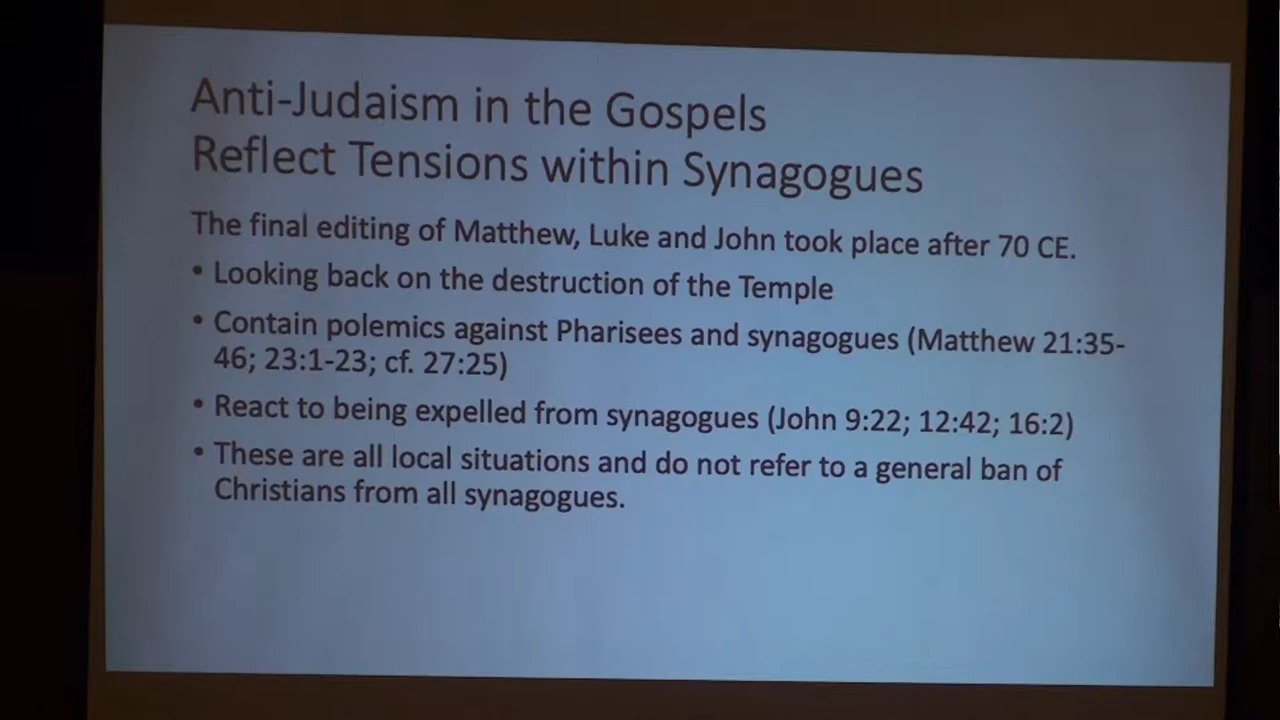 Anti-Judaism in the Gospels
Reflect Tensions within Synagogues
The final editing of Matthew, Luke and John took place after 70 CE.
• Looking back on the destruction of the Temple
• Contain polemics against Pharisees and synagogues (Matthew 21:35-
46; 23:1-23; cf. 27:25)
• React to being expelled from synagogues (John 9:22; 12:42; 16:2)
• These are all local situations and do not refer to a general ban of
Christians from all synagogues.